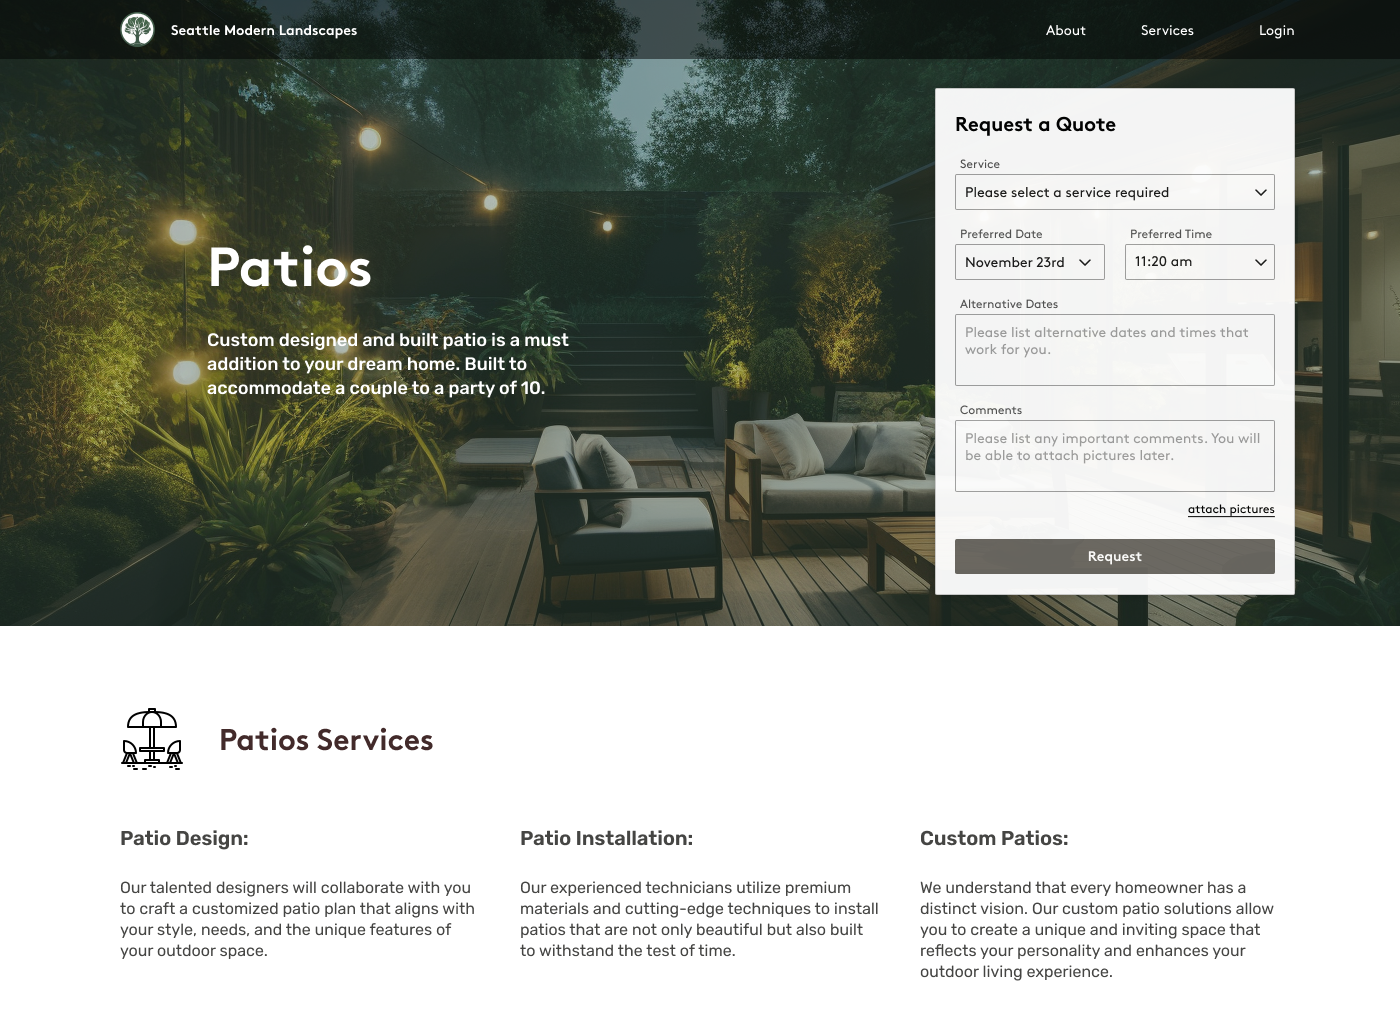 Seattle Modern Landscapes
About
Services
Login
Patios
Custom designed and built patio is a must
addition to your dream home. Built to
accommodate a couple to a party of 10.
Request a Quote
Service
Please select a service required
Preferred Date
Preferred Time
November 23rd
11:20 am
Alternative Dates
Please list alternative dates and times that
work for you.
Comments
Please list any important comments. You will
be able to attach pictures later.
attach pictures
Request
Patios Services
Patio Design:
Our talented designers will collaborate with you
to craft a customized patio plan that aligns with
your style, needs, and the unique features of
your outdoor space.
Patio Installation:
Our experienced technicians utilize premium
materials and cutting-edge techniques to install
patios that are not only beautiful but also built
to withstand the test of time.
Custom Patios:
We understand that every homeowner has a
distinct vision. Our custom patio solutions allow
you to create a unique and inviting space that
reflects your personality and enhances your
outdoor living experience.